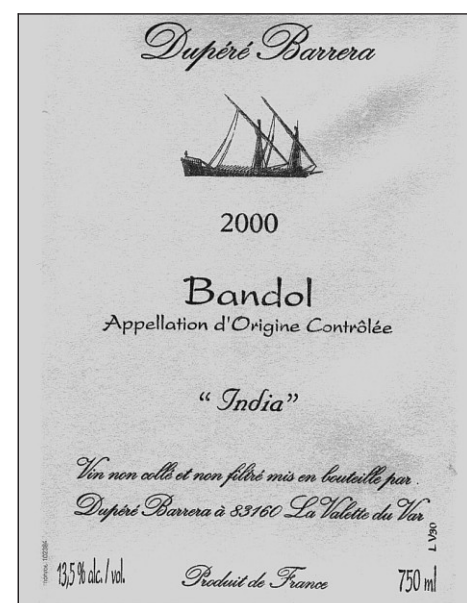 Dupéré Barrera
2000
Bandol
Appellation d'Origine Contrôlée
“ India”
Vin non collé et non filtré mis en bouteille par .
Dupéré Barrera à 83160 La Valette du Var
L V30
13,5 % alc. / vol.
Produit de France
750 ml